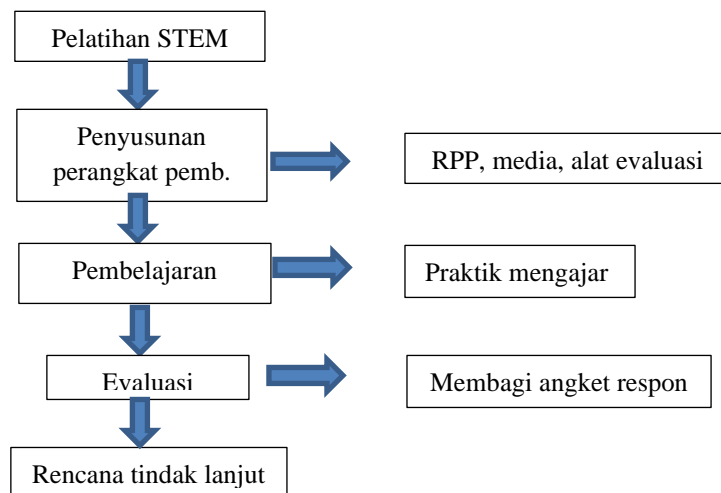 Pelatihan STEM
Penyusunan
perangkat pemb.
RPP, media, alat evaluasi
Pembelajaran
Praktik mengajar
Evaluasi
Membagi angket respon
Rencana tindak lanjut